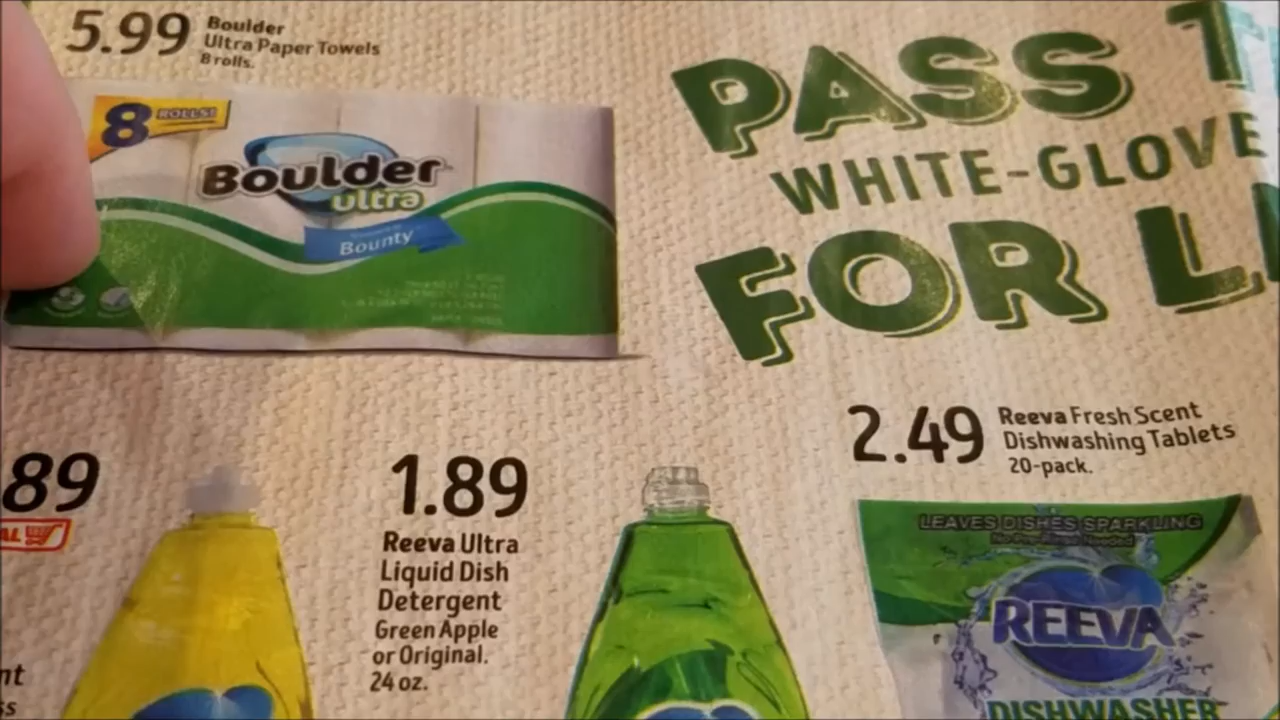 5.99
Boulder
Ultra Paper Towels
8 rolls.
8 ROLLS!
Boulder
ultra
Bounty
PASS
WHITE-GLOVE
FOR
2.49
Reeva Fresh Scent
Dishwashing Tablets
20-pack.
89
1.89
Reeva Ultra
Liquid Dish
Detergent
Green Apple
or Original.
24 oz.
LEAVES DISHES SPARKLING
REEVA
DISHWASHER